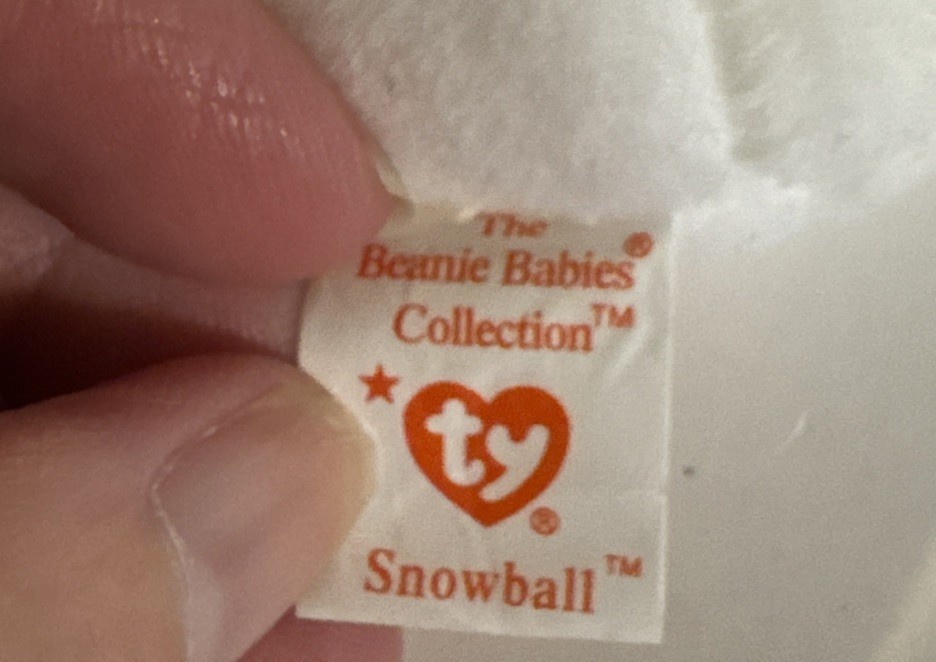 The
Beanie Babies®
Collection™
ty®
Snowball™